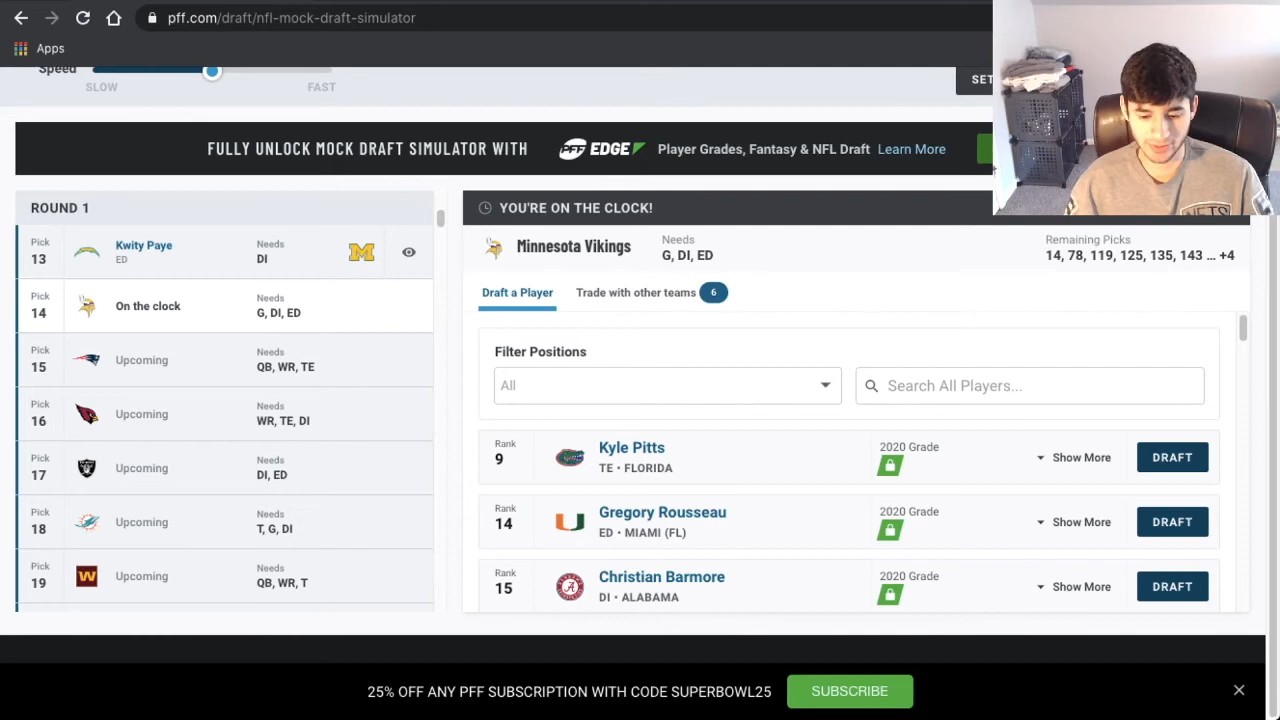 pff.com/draft/nfl-mock-draft-simulator
Apps
Speed
SLOW
FAST
SET
FULLY UNLOCK MOCK DRAFT SIMULATOR WITH
PFF EDGE
Player Grades, Fantasy & NFL Draft Learn More
ROUND 1
Pick
13
Kwity Paye
ED
Needs
DI
M
Pick
14
On the clock
Needs
G, DI, ED
Pick
15
Upcoming
Needs
QB, WR, TE
Pick
16
Upcoming
Needs
WR, TE, DI
Pick
17
Upcoming
Needs
DI, ED
Pick
18
Upcoming
Needs
T, G, DI
Pick
19
W
Upcoming
Needs
QB, WR, T
YOU'RE ON THE CLOCK!
Minnesota Vikings
Needs
G, DI, ED
Remaining Picks
14, 78, 119, 125, 135, 143 ... +4
Draft a Player
Trade with other teams 6
Filter Positions
All
Search All Players...
Rank
9
Kyle Pitts
TE • FLORIDA
2020 Grade
Show More
DRAFT
Rank
14
Gregory Rousseau
ED • MIAMI (FL)
2020 Grade
Show More
DRAFT
Rank
15
Christian Barmore
DI • ALABAMA
2020 Grade
Show More
DRAFT
25% OFF ANY PFF SUBSCRIPTION WITH CODE SUPERBOWL25
SUBSCRIBE
NETS